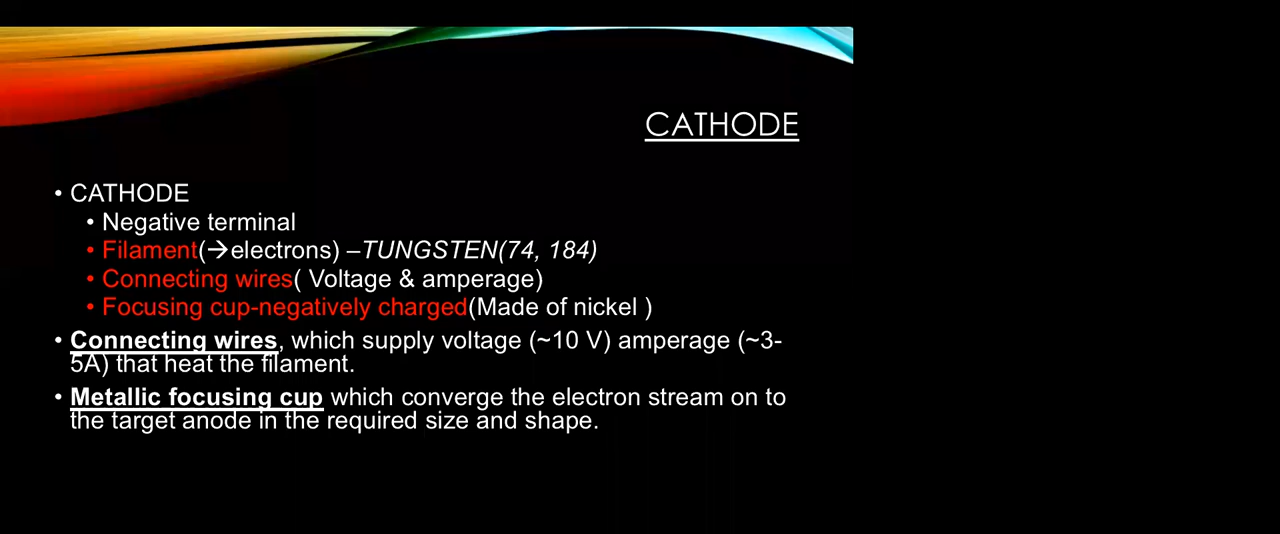 CATHODE
• CATHODE
• Negative terminal
• Filament(→electrons) –TUNGSTEN(74, 184)
• Connecting wires( Voltage & amperage)
• Focusing cup-negatively charged(Made of nickel )
• Connecting wires, which supply voltage (~10 V) amperage (~3-
5A) that heat the filament.
• Metallic focusing cup which converge the electron stream on to
the target anode in the required size and shape.